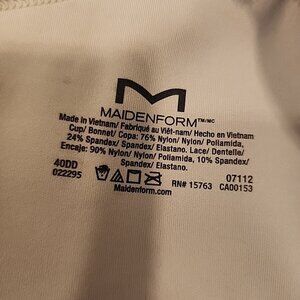 MAIDENFORM™/MC
Made in Vietnam/ Fabriqué au Viêt-nam/ Hecho en Vietnam
Cup/ Bonnet/ Copa: 76% Nylon/ Nylon/ Poliamida,
24% Spandex/ Spandex/ Elastano. Lace/ Dentelle/
Encaje: 90% Nylon/ Nylon/ Poliamida, 10% Spandex/
Spandex/ Elastano.
40DD 07112
022295 RN# 15763 CA00153
Maidenform.com